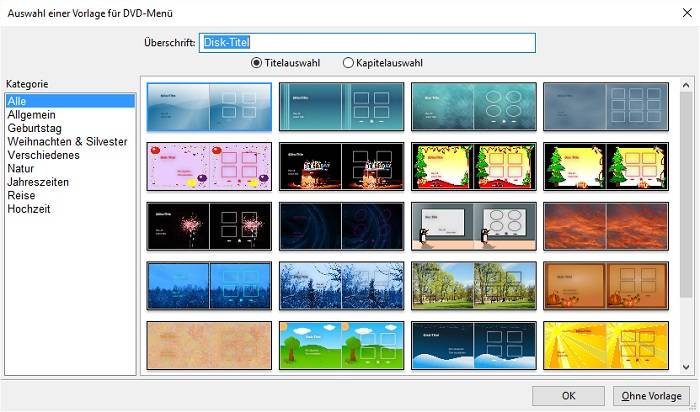 Auswahl einer Vorlage für DVD-Menü
Überschrift: Disk-Titel
Titelauswahl Kapitelauswahl
Kategorie
Alle
Allgemein
Geburtstag
Weihnachten & Silvester
Verschiedenes
Natur
Jahreszeiten
Reise
Hochzeit
OK
Ohne Vorlage